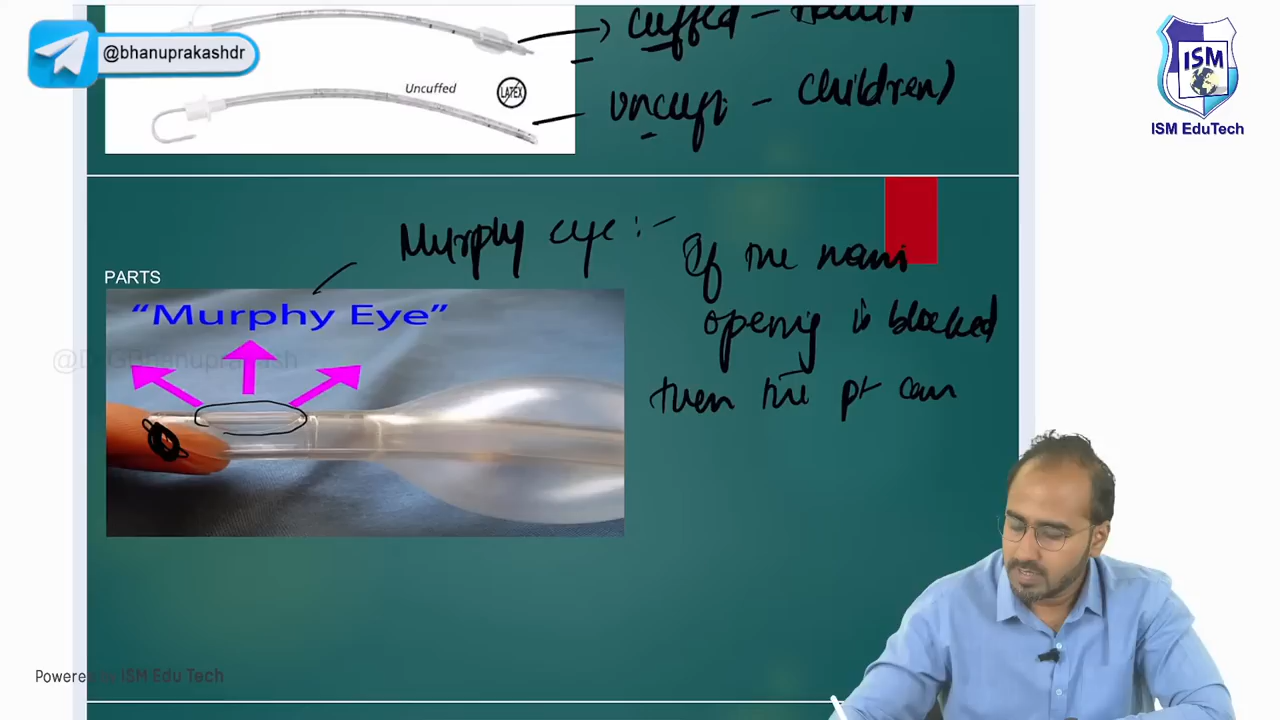 @bhanuprakashdr
cuffed -
Uncuffed
LATEX
uncuff - Children)
ISM
ISM EduTech
Murphy eye :-
If the main
opening is blocked
then the pt can
PARTS
"Murphy Eye"
Powered by ISM Edu Tech